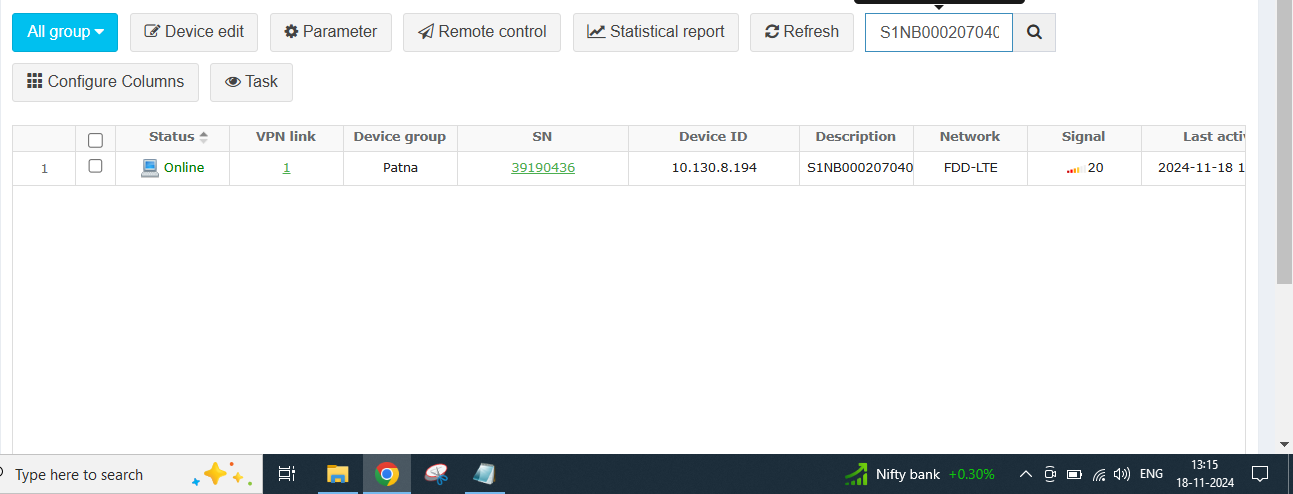 All group Device edit Parameter Remote control Statistical report Refresh S1NB000207040
Configure Columns Task
Status VPN link Device group SN Device ID Description Network Signal Last activ
1 Online 1 Patna 39190436 10.130.8.194 S1NB000207040 FDD-LTE 20 2024-11-18 1
Type here to search Nifty bank +0.30% ENG 13:15
18-11-2024